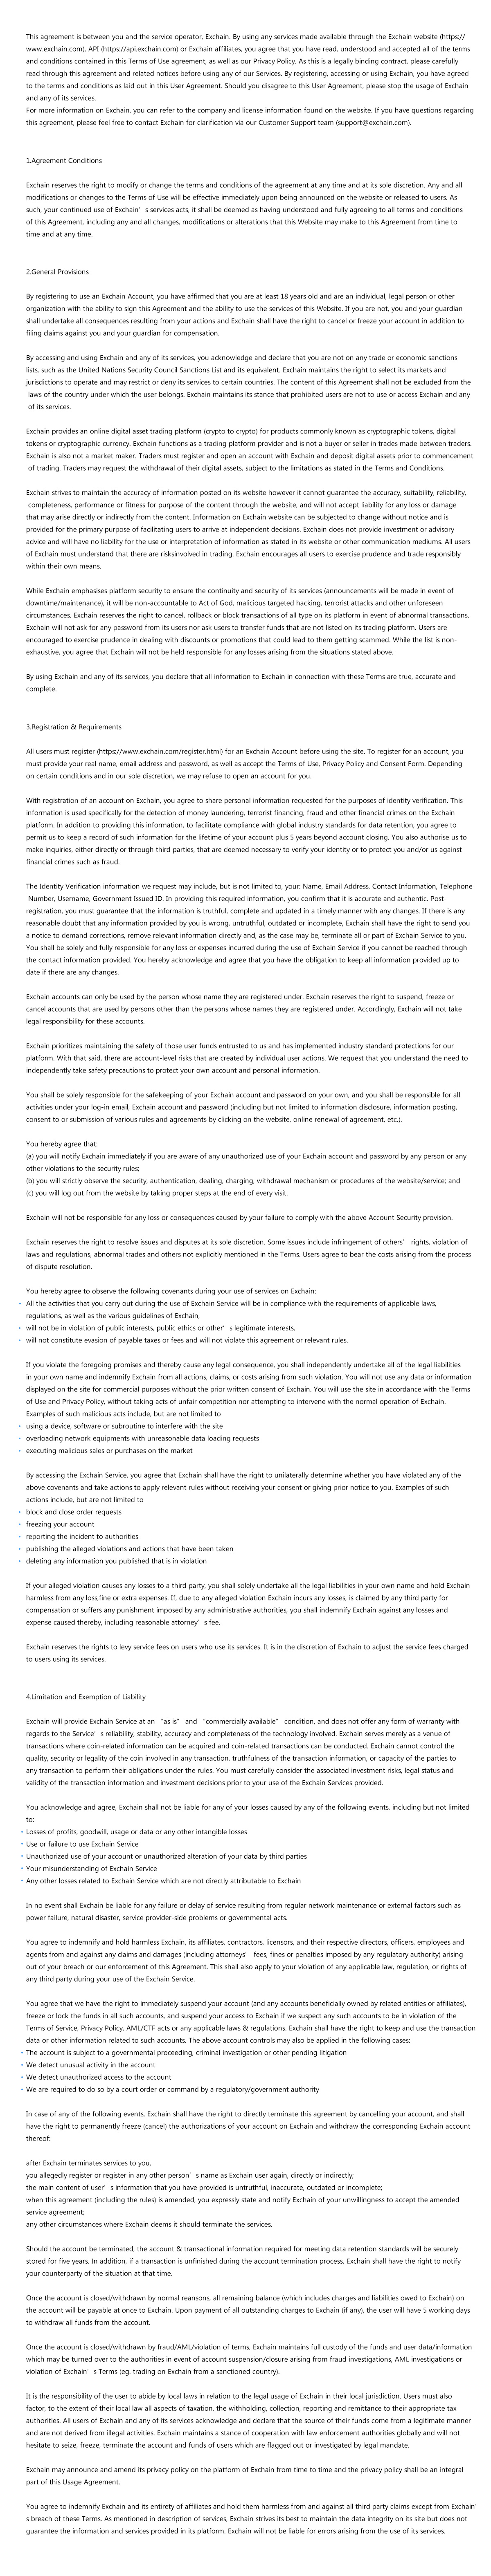 This agreement is between you and the service operator, Exchain. By using any services made available through the Exchain website (https://
www.exchain.com), API (https://api.exchain.com) or Exchain affiliates, you agree that you have read, understood and accepted all of the terms
and conditions contained in this Terms of Use agreement, as well as our Privacy Policy. As this is a legally binding contract, please carefully
read through this agreement and related notices before using any of our Services. By registering, accessing or using Exchain, you have agreed
to the terms and conditions as laid out in this User Agreement. Should you disagree to this User Agreement, please stop the usage of Exchain
and any of its services.
For more information on Exchain, you can refer to the company and license information found on the website. If you have questions regarding
this agreement, please feel free to contact Exchain for clarification via our Customer Support team (support@exchain.com).
1.Agreement Conditions
Exchain reserves the right to modify or change the terms and conditions of the agreement at any time and at its sole discretion. Any and all
modifications or changes to the Terms of Use will be effective immediately upon being announced on the website or released to users. As
such, your continued use of Exchain' s services acts, it shall be deemed as having understood and fully agreeing to all terms and conditions
of this Agreement, including any and all changes, modifications or alterations that this Website may make to this Agreement from time to
time and at any time.
2.General Provisions
By registering to use an Exchain Account, you have affirmed that you are at least 18 years old and are an individual, legal person or other
organization with the ability to sign this Agreement and the ability to use the services of this Website. If you are not, you and your guardian
shall undertake all consequences resulting from your actions and Exchain shall have the right to cancel or freeze your account in addition to
filing claims against you and your guardian for compensation.
By accessing and using Exchain and any of its services, you acknowledge and declare that you are not on any trade or economic sanctions
lists, such as the United Nations Security Council Sanctions List and its equivalent. Exchain maintains the right to select its markets and
jurisdictions to operate and may restrict or deny its services to certain countries. The content of this Agreement shall not be excluded from the
laws of the country under which the user belongs. Exchain maintains its stance that prohibited users are not to use or access Exchain and any
of its services.
Exchain provides an online digital asset trading platform (crypto to crypto) for products commonly known as cryptographic tokens, digital
tokens or cryptographic currency. Exchain functions as a trading platform provider and is not a buyer or seller in trades made between traders.
Exchain is also not a market maker. Traders must register and open an account with Exchain and deposit digital assets prior to commencement
of trading. Traders may request the withdrawal of their digital assets, subject to the limitations as stated in the Terms and Conditions.
Exchain strives to maintain the accuracy of information posted on its website however it cannot guarantee the accuracy, suitability, reliability,
completeness, performance or fitness for purpose of the content through the website, and will not accept liability for any loss or damage
that may arise directly or indirectly from the content. Information on Exchain website can be subjected to change without notice and is
provided for the primary purpose of facilitating users to arrive at independent decisions. Exchain does not provide investment or advisory
advice and will have no liability for the use or interpretation of information as stated in its website or other communication mediums. All users
of Exchain must understand that there are risksinvolved in trading. Exchain encourages all users to exercise prudence and trade responsibly
within their own means.
While Exchain emphasises platform security to ensure the continuity and security of its services (announcements will be made in event of
downtime/maintenance), it will be non-accountable to Act of God, malicious targeted hacking, terrorist attacks and other unforeseen
circumstances. Exchain reserves the right to cancel, rollback or block transactions of all type on its platform in event of abnormal transactions.
Exchain will not ask for any password from its users nor ask users to transfer funds that are not listed on its trading platform. Users are
encouraged to exercise prudence in dealing with discounts or promotions that could lead to them getting scammed. While the list is non-
exhaustive, you agree that Exchain will not be held responsible for any losses arising from the situations stated above.
By using Exchain and any of its services, you declare that all information to Exchain in connection with these Terms are true, accurate and
complete.
3.Registration & Requirements
All users must register (https://www.exchain.com/register.html) for an Exchain Account before using the site. To register for an account, you
must provide your real name, email address and password, as well as accept the Terms of Use, Privacy Policy and Consent Form. Depending
on certain conditions and in our sole discretion, we may refuse to open an account for you.
With registration of an account on Exchain, you agree to share personal information requested for the purposes of identity verification. This
information is used specifically for the detection of money laundering, terrorist financing, fraud and other financial crimes on the Exchain
platform. In addition to providing this information, to facilitate compliance with global industry standards for data retention, you agree to
permit us to keep a record of such information for the lifetime of your account plus 5 years beyond account closing. You also authorise us to
make inquiries, either directly or through third parties, that are deemed necessary to verify your identity or to protect you and/or us against
financial crimes such as fraud.
The Identity Verification information we request may include, but is not limited to, your: Name, Email Address, Contact Information, Telephone
Number, Username, Government Issued ID. In providing this required information, you confirm that it is accurate and authentic. Post-
registration, you must guarantee that the information is truthful, complete and updated in a timely manner with any changes. If there is any
reasonable doubt that any information provided by you is wrong, untruthful, outdated or incomplete, Exchain shall have the right to send you
a notice to demand corrections, remove relevant information directly and, as the case may be, terminate all or part of Exchain Service to you.
You shall be solely and fully responsible for any loss or expenses incurred during the use of Exchain Service if you cannot be reached through
the contact information provided. You hereby acknowledge and agree that you have the obligation to keep all information provided up to
date if there are any changes.
Exchain accounts can only be used by the person whose name they are registered under. Exchain reserves the right to suspend, freeze or
cancel accounts that are used by persons other than the persons whose names they are registered under. Accordingly, Exchain will not take
legal responsibility for these accounts.
Exchain prioritizes maintaining the safety of those user funds entrusted to us and has implemented industry standard protections for our
platform. With that said, there are account-level risks that are created by individual user actions. We request that you understand the need to
independently take safety precautions to protect your own account and personal information.
You shall be solely responsible for the safekeeping of your Exchain account and password on your own, and you shall be responsible for all
activities under your log-in email, Exchain account and password (including but not limited to information disclosure, information posting,
consent to or submission of various rules and agreements by clicking on the website, online renewal of agreement, etc.).
You hereby agree that:
(a) you will notify Exchain immediately if you are aware of any unauthorized use of your Exchain account and password by any person or any
other violations to the security rules;
(b) you will strictly observe the security, authentication, dealing, charging, withdrawal mechanism or procedures of the website/service; and
(c) you will log out from the website by taking proper steps at the end of every visit.
Exchain will not be responsible for any loss or consequences caused by your failure to comply with the above Account Security provision.
Exchain reserves the right to resolve issues and disputes at its sole discretion. Some issues include infringement of others' rights, violation of
laws and regulations, abnormal trades and others not explicitly mentioned in the Terms. Users agree to bear the costs arising from the process
of dispute resolution.
You hereby agree to observe the following covenants during your use of services on Exchain:
• All the activities that you carry out during the use of Exchain Service will be in compliance with the requirements of applicable laws,
regulations, as well as the various guidelines of Exchain,
• will not be in violation of public interests, public ethics or other' s legitimate interests,
• will not constitute evasion of payable taxes or fees and will not violate this agreement or relevant rules.
If you violate the foregoing promises and thereby cause any legal consequence, you shall independently undertake all of the legal liabilities
in your own name and indemnify Exchain from all actions, claims, or costs arising from such violation. You will not use any data or information
displayed on the site for commercial purposes without the prior written consent of Exchain. You will use the site in accordance with the Terms
of Use and Privacy Policy, without taking acts of unfair competition nor attempting to intervene with the normal operation of Exchain.
Examples of such malicious acts include, but are not limited to
• using a device, software or subroutine to interfere with the site
• overloading network equipments with unreasonable data loading requests
• executing malicious sales or purchases on the market
By accessing the Exchain Service, you agree that Exchain shall have the right to unilaterally determine whether you have violated any of the
above covenants and take actions to apply relevant rules without receiving your consent or giving prior notice to you. Examples of such
actions include, but are not limited to
• block and close order requests
• freezing your account
• reporting the incident to authorities
• publishing the alleged violations and actions that have been taken
• deleting any information you published that is in violation
If your alleged violation causes any losses to a third party, you shall solely undertake all the legal liabilities in your own name and hold Exchain
harmless from any loss,fine or extra expenses. If, due to any alleged violation Exchain incurs any losses, is claimed by any third party for
compensation or suffers any punishment imposed by any administrative authorities, you shall indemnify Exchain against any losses and
expense caused thereby, including reasonable attorney' s fee.
Exchain reserves the rights to levy service fees on users who use its services. It is in the discretion of Exchain to adjust the service fees charged
to users using its services.
4.Limitation and Exemption of Liability
Exchain will provide Exchain Service at an "as is" and "commercially available" condition, and does not offer any form of warranty with
regards to the Service' s reliability, stability, accuracy and completeness of the technology involved. Exchain serves merely as a venue of
transactions where coin-related information can be acquired and coin-related transactions can be conducted. Exchain cannot control the
quality, security or legality of the coin involved in any transaction, truthfulness of the transaction information, or capacity of the parties to
any transaction to perform their obligations under the rules. You must carefully consider the associated investment risks, legal status and
validity of the transaction information and investment decisions prior to your use of the Exchain Services provided.
You acknowledge and agree, Exchain shall not be liable for any of your losses caused by any of the following events, including but not limited
to:
• Losses of profits, goodwill, usage or data or any other intangible losses
• Use or failure to use Exchain Service
• Unauthorized use of your account or unauthorized alteration of your data by third parties
• Your misunderstanding of Exchain Service
• Any other losses related to Exchain Service which are not directly attributable to Exchain
In no event shall Exchain be liable for any failure or delay of service resulting from regular network maintenance or external factors such as
power failure, natural disaster, service provider-side problems or governmental acts.
You agree to indemnify and hold harmless Exchain, its affiliates, contractors, licensors, and their respective directors, officers, employees and
agents from and against any claims and damages (including attorneys' fees, fines or penalties imposed by any regulatory authority) arising
out of your breach or our enforcement of this Agreement. This shall also apply to your violation of any applicable law, regulation, or rights of
any third party during your use of the Exchain Service.
You agree that we have the right to immediately suspend your account (and any accounts beneficially owned by related entities or affiliates),
freeze or lock the funds in all such accounts, and suspend your access to Exchain if we suspect any such accounts to be in violation of the
Terms of Service, Privacy Policy, AML/CTF acts or any applicable laws & regulations. Exchain shall have the right to keep and use the transaction
data or other information related to such accounts. The above account controls may also be applied in the following cases:
• The account is subject to a governmental proceeding, criminal investigation or other pending litigation
• We detect unusual activity in the account
• We detect unauthorized access to the account
• We are required to do so by a court order or command by a regulatory/government authority
In case of any of the following events, Exchain shall have the right to directly terminate this agreement by cancelling your account, and shall
have the right to permanently freeze (cancel) the authorizations of your account on Exchain and withdraw the corresponding Exchain account
thereof:
after Exchain terminates services to you,
you allegedly register or register in any other person' s name as Exchain user again, directly or indirectly;
the main content of user' s information that you have provided is untruthful, inaccurate, outdated or incomplete;
when this agreement (including the rules) is amended, you expressly state and notify Exchain of your unwillingness to accept the amended
service agreement;
any other circumstances where Exchain deems it should terminate the services.
Should the account be terminated, the account & transactional information required for meeting data retention standards will be securely
stored for five years. In addition, if a transaction is unfinished during the account termination process, Exchain shall have the right to notify
your counterparty of the situation at that time.
Once the account is closed/withdrawn by normal reansons, all remaining balance (which includes charges and liabilities owed to Exchain) on
the account will be payable at once to Exchain. Upon payment of all outstanding charges to Exchain (if any), the user will have 5 working days
to withdraw all funds from the account.
Once the account is closed/withdrawn by fraud/AML/violation of terms, Exchain maintains full custody of the funds and user data/information
which may be turned over to the authorities in event of account suspension/closure arising from fraud investigations, AML investigations or
violation of Exchain' s Terms (eg. trading on Exchain from a sanctioned country).
It is the responsibility of the user to abide by local laws in relation to the legal usage of Exchain in their local jurisdiction. Users must also
factor, to the extent of their local law all aspects of taxation, the withholding, collection, reporting and remittance to their appropriate tax
authorities. All users of Exchain and any of its services acknowledge and declare that the source of their funds come from a legitimate manner
and are not derived from illegal activities. Exchain maintains a stance of cooperation with law enforcement authorities globally and will not
hesitate to seize, freeze, terminate the account and funds of users which are flagged out or investigated by legal mandate.
Exchain may announce and amend its privacy policy on the platform of Exchain from time to time and the privacy policy shall be an integral
part of this Usage Agreement.
You agree to indemnify Exchain and its entirety of affiliates and hold them harmless from and against all third party claims except from Exchain'
s breach of these Terms. As mentioned in description of services, Exchain strives its best to maintain the data integrity on its site but does not
guarantee the information and services provided in its platform. Exchain will not be liable for errors arising from the use of its services.